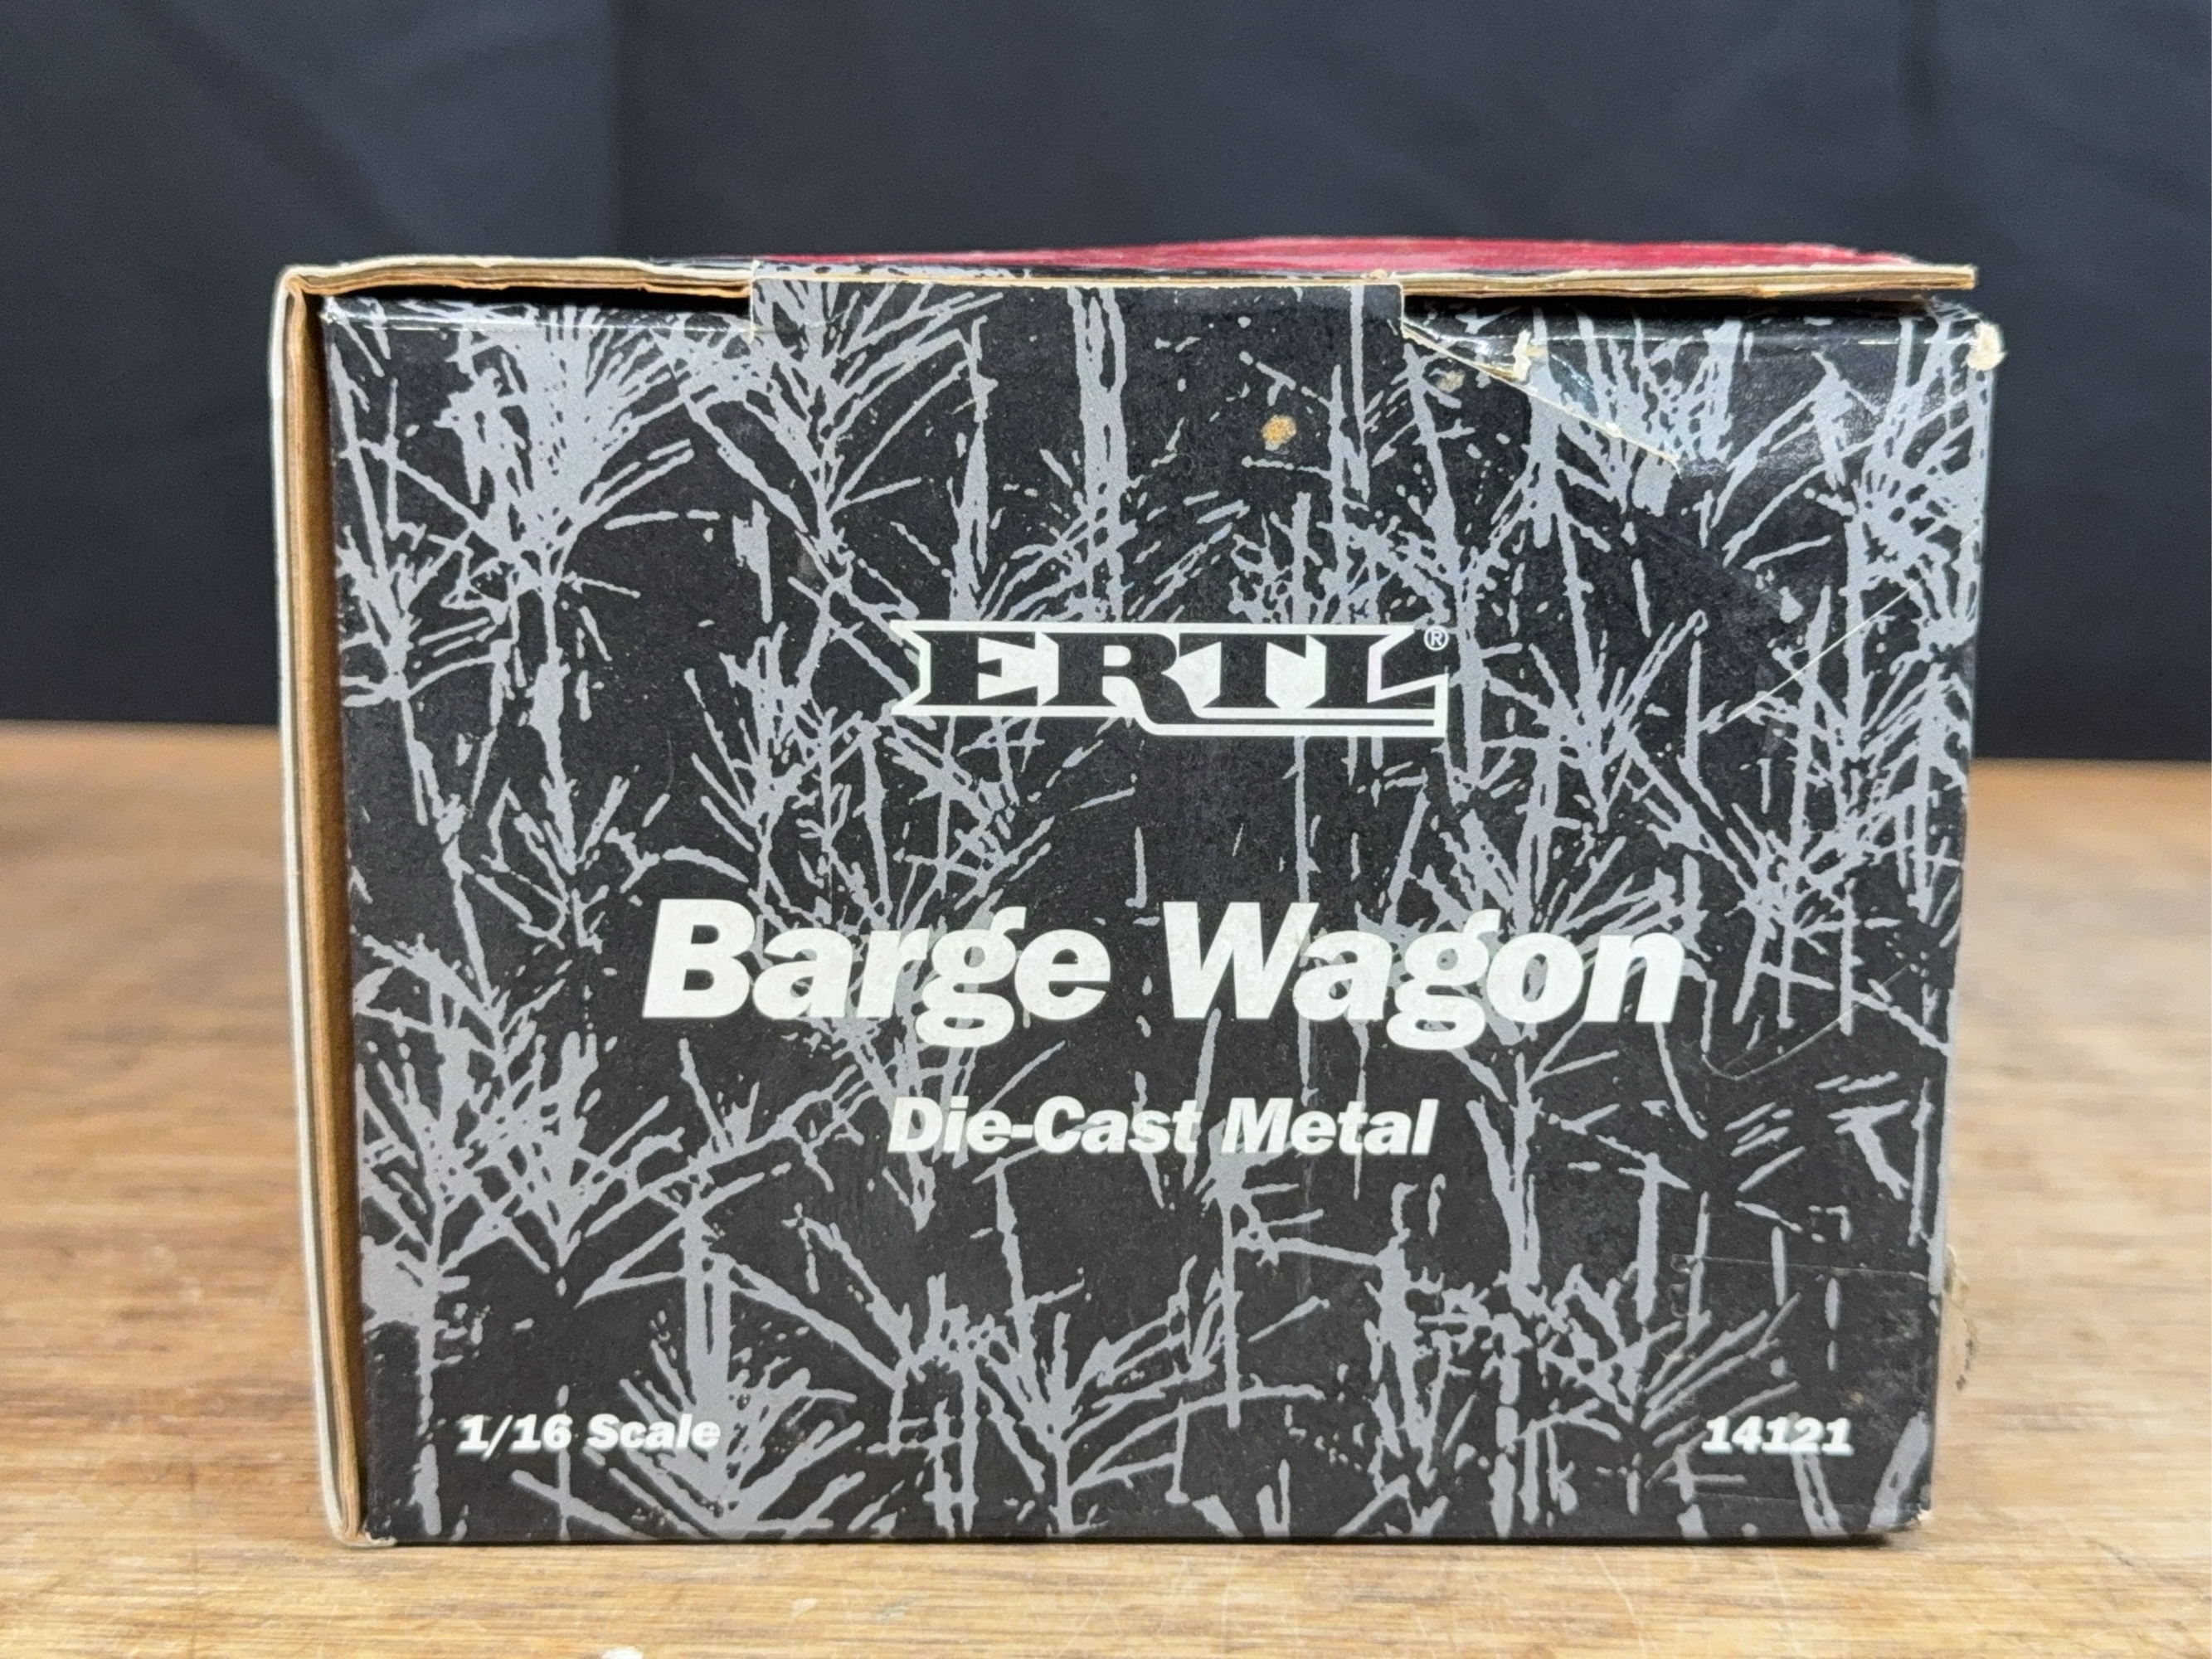 ERTL®
Barge Wagon
Die-Cast Metal
1/16 Scale
14121